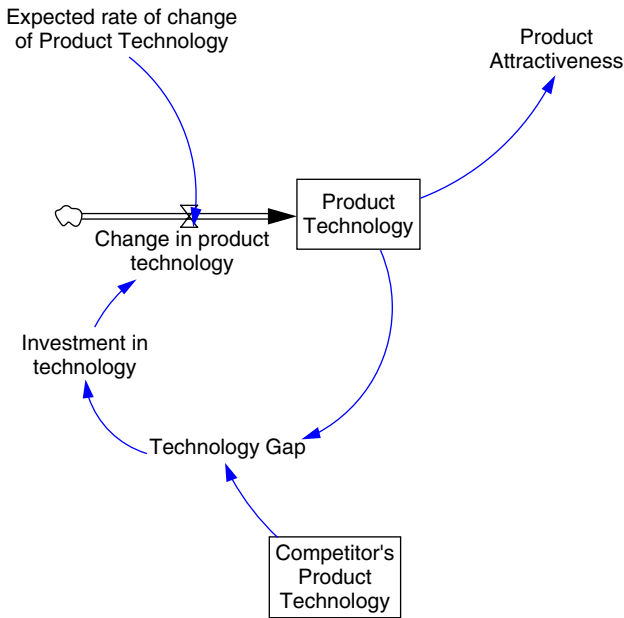 Expected rate of change
of Product Technology
Product
Attractiveness
Product
Technology
Change in product
technology
Investment in
technology
Technology Gap
Competitor's
Product
Technology